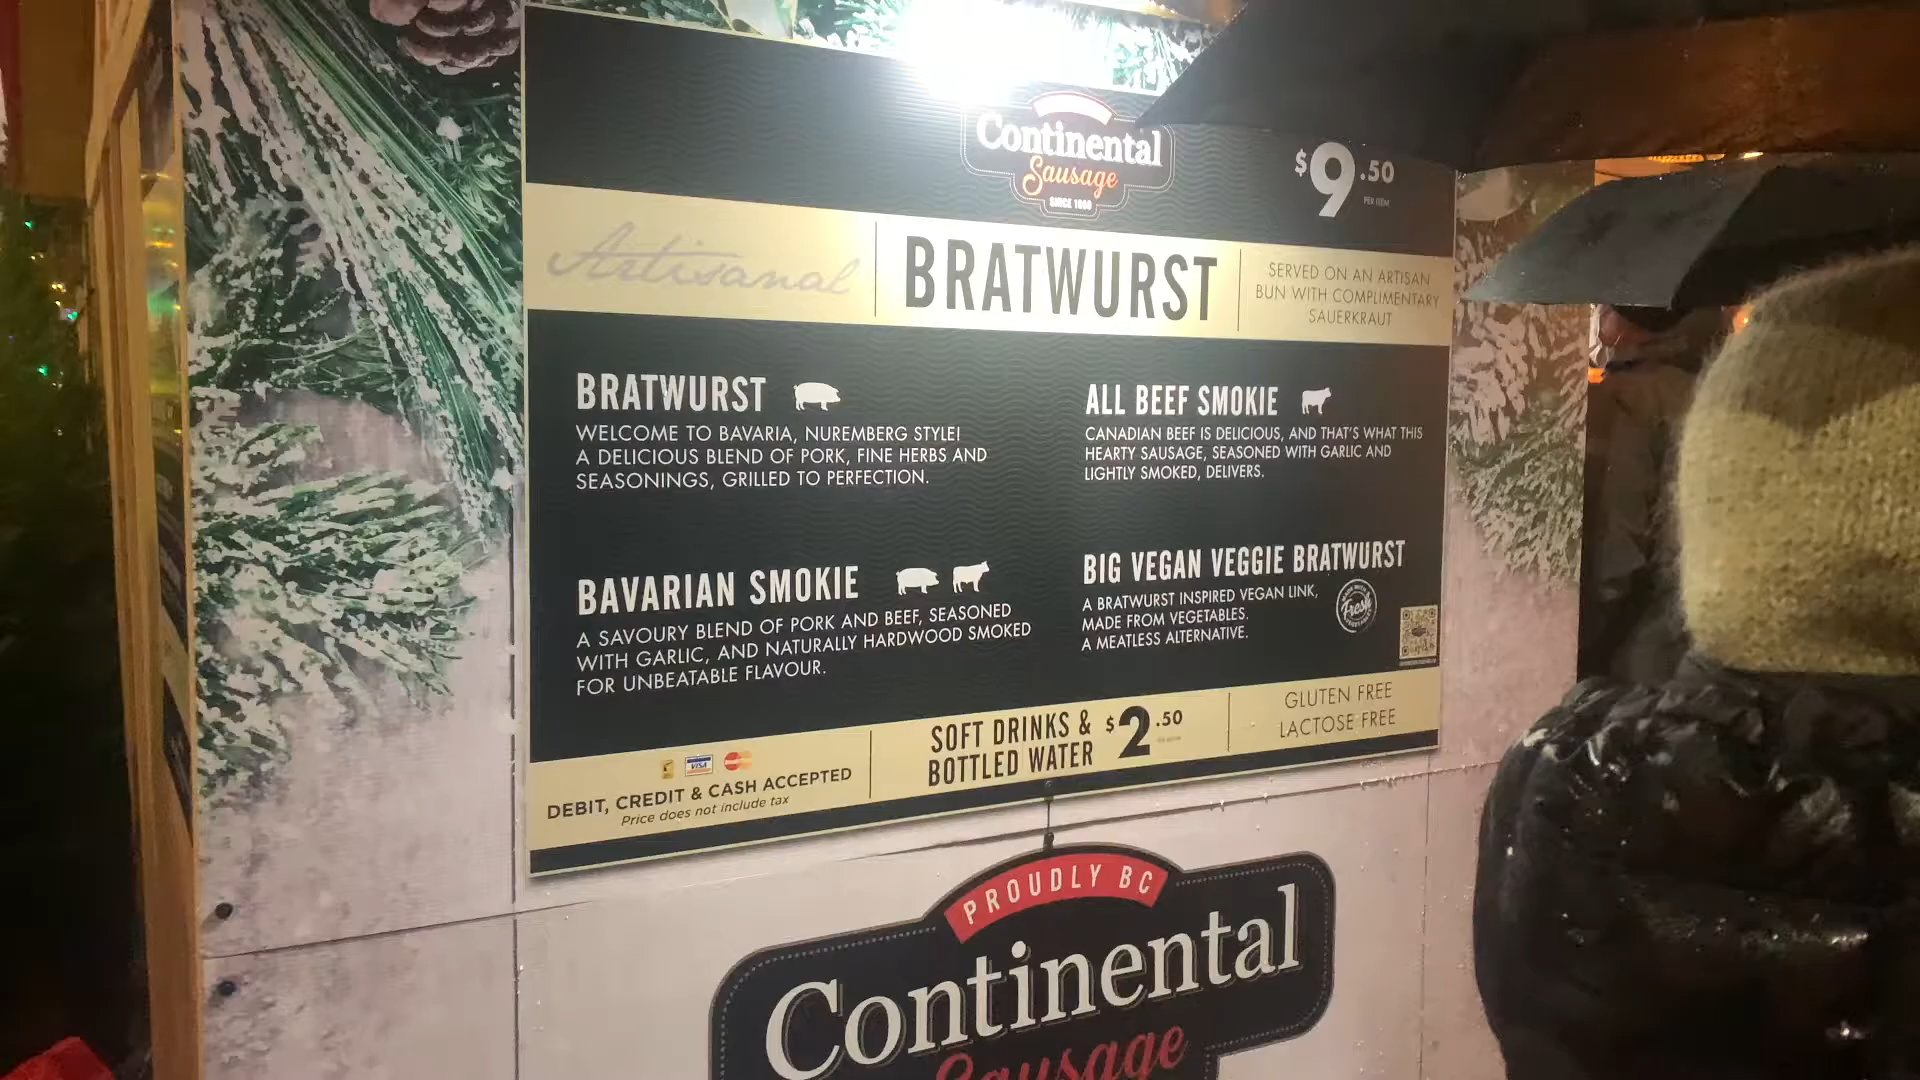 Continental
Sausage
SINCE 1950
$9.50
PER ITEM
Artisanal
BRATWURST
SERVED ON AN ARTISAN
BUN WITH COMPLIMENTARY
SAUERKRAUT
BRATWURST
WELCOME TO BAVARIA, NUREMBERG STYLE!
A DELICIOUS BLEND OF PORK, FINE HERBS AND
SEASONINGS, GRILLED TO PERFECTION.
ALL BEEF SMOKIE
CANADIAN BEEF IS DELICIOUS, AND THAT'S WHAT THIS
HEARTY SAUSAGE, SEASONED WITH GARLIC AND
LIGHTLY SMOKED, DELIVERS.
BAVARIAN SMOKIE
A SAVOURY BLEND OF PORK AND BEEF, SEASONED
WITH GARLIC, AND NATURALLY HARDWOOD SMOKED
FOR UNBEATABLE FLAVOUR.
BIG VEGAN VEGGIE BRATWURST
A BRATWURST INSPIRED VEGAN LINK,
MADE FROM VEGETABLES.
A MEATLESS ALTERNATIVE.
Fresh
VISA
DEBIT, CREDIT & CASH ACCEPTED
Price does not include tax
SOFT DRINKS &
BOTTLED WATER
$2.50
GLUTEN FREE
LACTOSE FREE
PROUDLY BC
Continental
Sausage